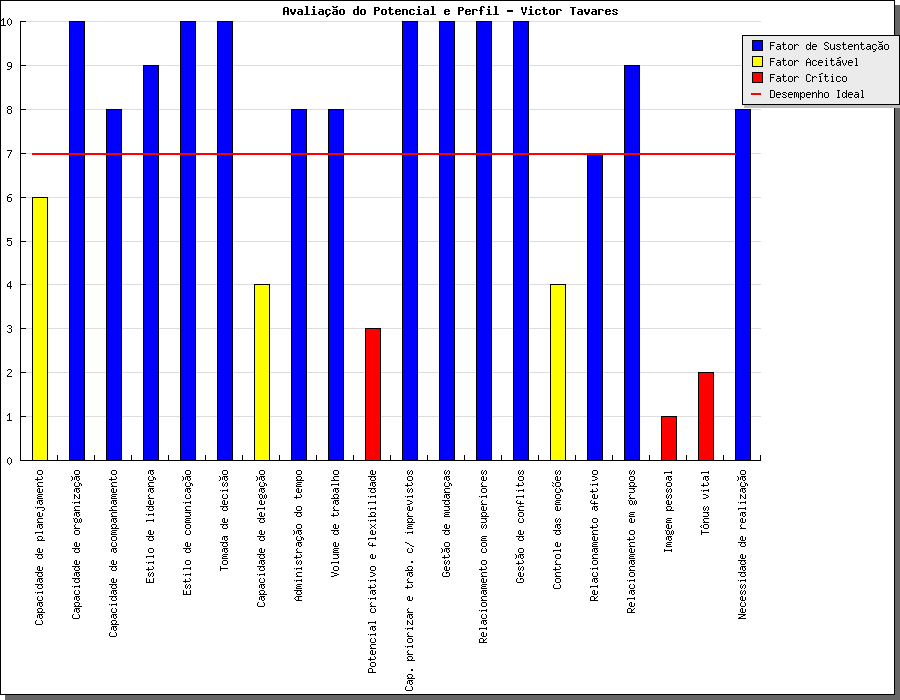 Avaliação do Potencial e Perfil - Victor Tavares
10
9
8
7
6
5
4
3
2
1
0
Fator de Sustentação
Fator Aceitável
Fator Crítico
Desempenho Ideal
Capacidade de planejamento
Capacidade de organização
Capacidade de acompanhamento
Estilo de liderança
Estilo de comunicação
Tomada de decisão
Capacidade de delegação
Administração do tempo
Volume de trabalho
Potencial criativo e flexibilidade
Cap. priorizar e trab. c/ imprevistos
Gestão de mudanças
Relacionamento com superiores
Gestão de conflitos
Controle das emoções
Relacionamento afetivo
Relacionamento em grupos
Imagem pessoal
Tônus vital
Necessidade de realização